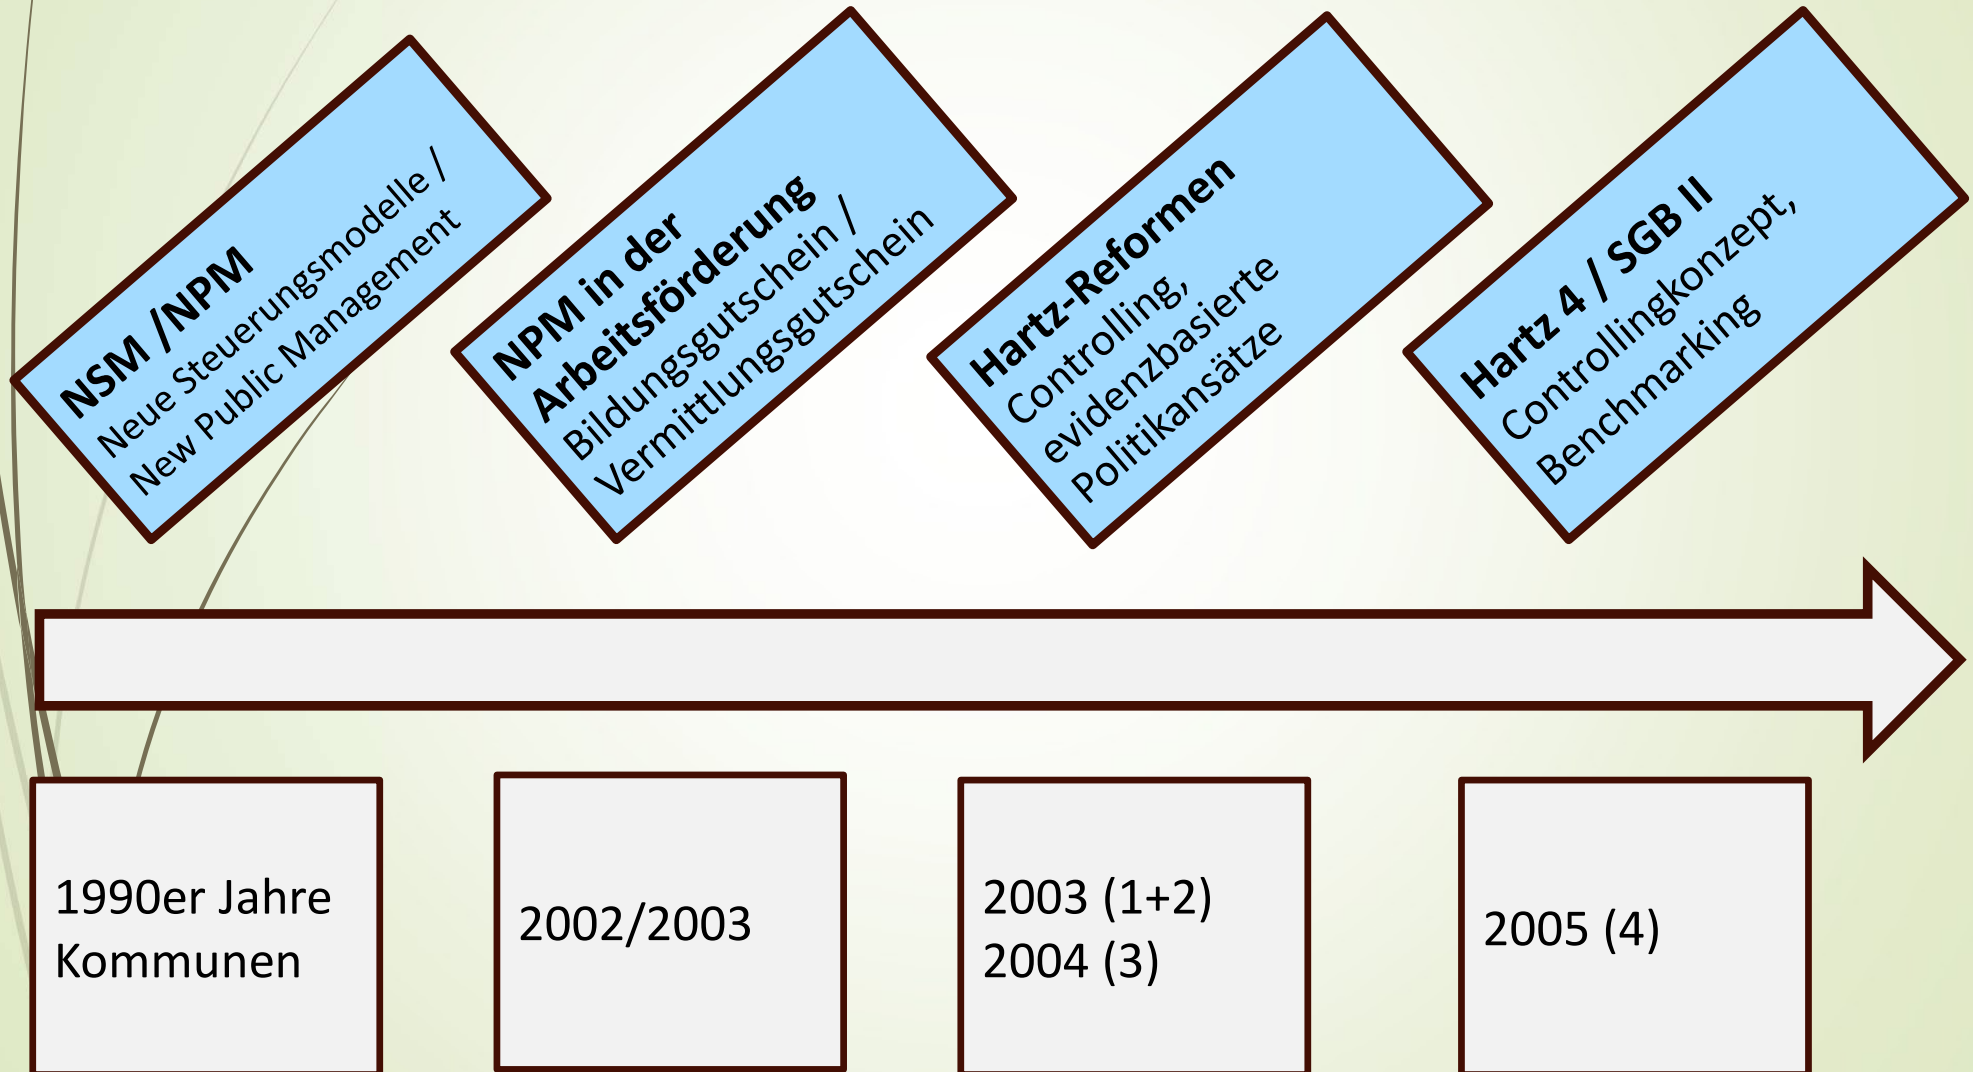 NSM /NPM
Neue Steuerungsmodelle /
New Public Management
NPM in der
Arbeitsförderung
Bildungsgutschein /
Vermittlungsgutschein
Hartz-Reformen
Controlling,
evidenzbasierte
Politikansätze
Hartz 4 / SGB II
Controllingkonzept,
Benchmarking
1990er Jahre
Kommunen
2002/2003
2003 (1+2)
2004 (3)
2005 (4)